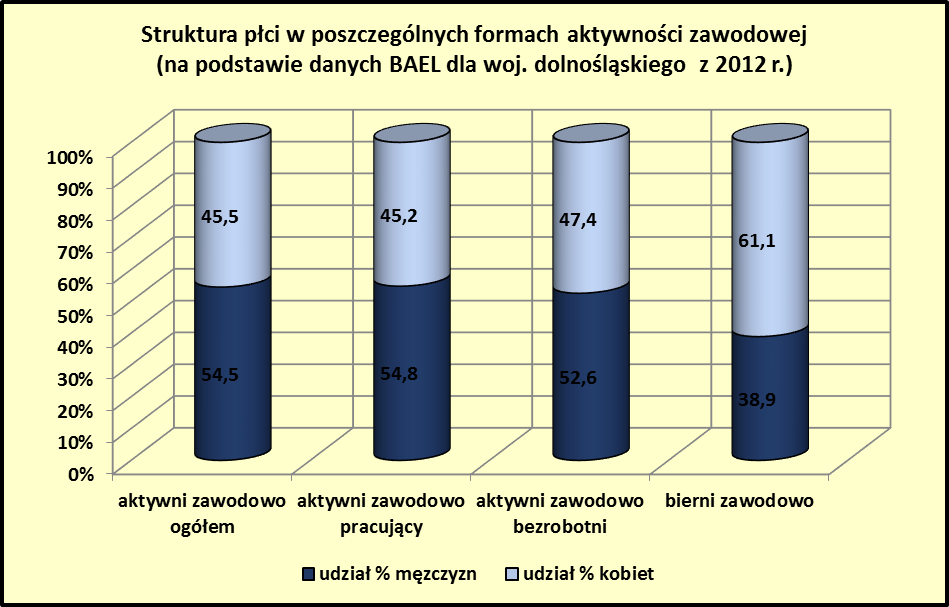 Struktura płci w poszczególnych formach aktywności zawodowej
(na podstawie danych BAEL dla woj. dolnośląskiego z 2012 r.)
100%
90%
80%
70%
60%
50%
40%
30%
20%
10%
0%
45,5
45,2
47,4
61,1
54,5
54,8
52,6
38,9
aktywni zawodowo ogółem
aktywni zawodowo pracujący
aktywni zawodowo bezrobotni
bierni zawodowo
udział % mężczyzn
udział % kobiet